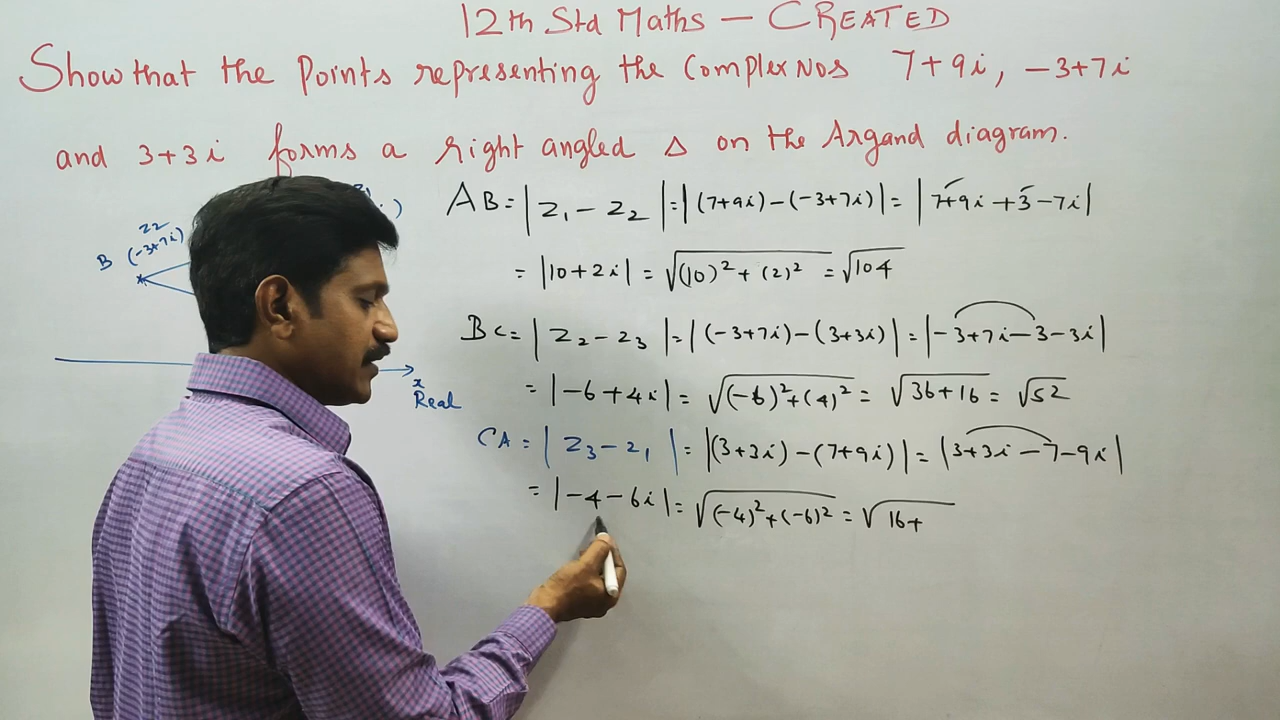 12th Std Maths — CREATED
Show that the Points representing the Complex Nos 7+9i, -3+7i
and 3+3i forms a right angled Δ on the Argand diagram.
AB = |Z1 - Z2| = |(7+9i) - (-3+7i)| = |7+9i+3-7i|
= |10+2i| = √((10)² + (2)²) = √104
BC = |Z2 - Z3| = |(-3+7i) - (3+3i)| = |-3+7i-3-3i|
= |-6+4i| = √((-6)²+(4)²) = √(36+16) = √52
CA = |Z3 - Z1| = |(3+3i) - (7+9i)| = |3+3i-7-9i|
= |-4-6i| = √((-4)²+(-6)²) = √16+
Z2
B (-3+7i)
x
Real